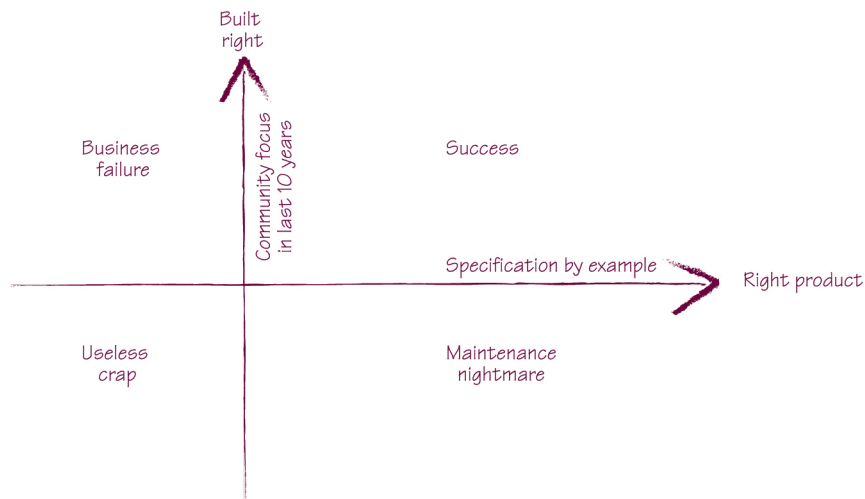 Built
right
Business
failure
Community focus
in last 10 years
Success
Specification by example
Right product
Useless
crap
Maintenance
nightmare